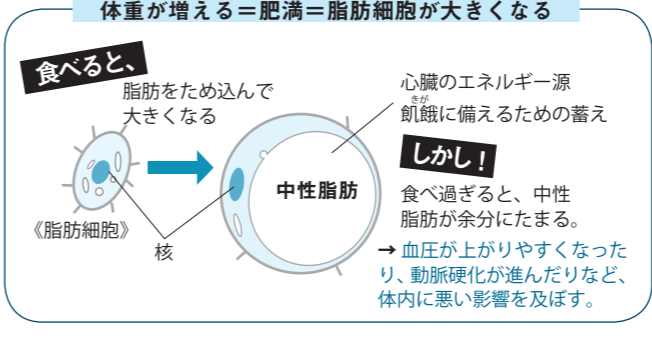 体重が増える＝肥満＝脂肪細胞が大きくなる
食べると、
脂肪をため込んで
大きくなる
《脂肪細胞》
核
中性脂肪
心臓のエネルギー源
きが
飢餓に備えるための蓄え
しかし！
食べ過ぎると、中性
脂肪が余分にたまる。
→ 血圧が上がりやすくなった
り、動脈硬化が進んだりなど、
体内に悪い影響を及ぼす。